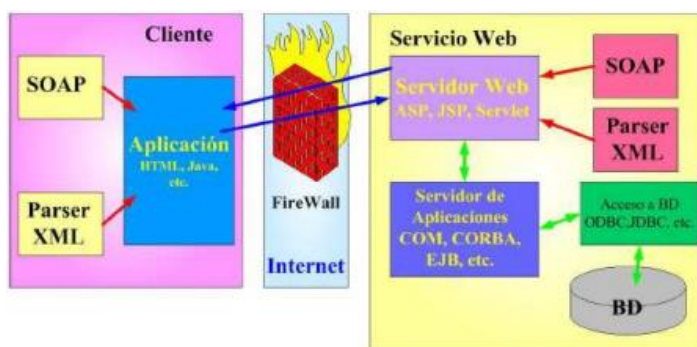 Cliente
SOAP
Aplicación
HTML, Java,
etc.
Parser
XML
FireWall
Internet
Servicio Web
Servidor Web
ASP, JSP, Servlet
SOAP
Parser
XML
Servidor de
Aplicaciones
COM, CORBA,
EJB, etc.
Acceso a BD
ODBC,JDBC, etc.
BD